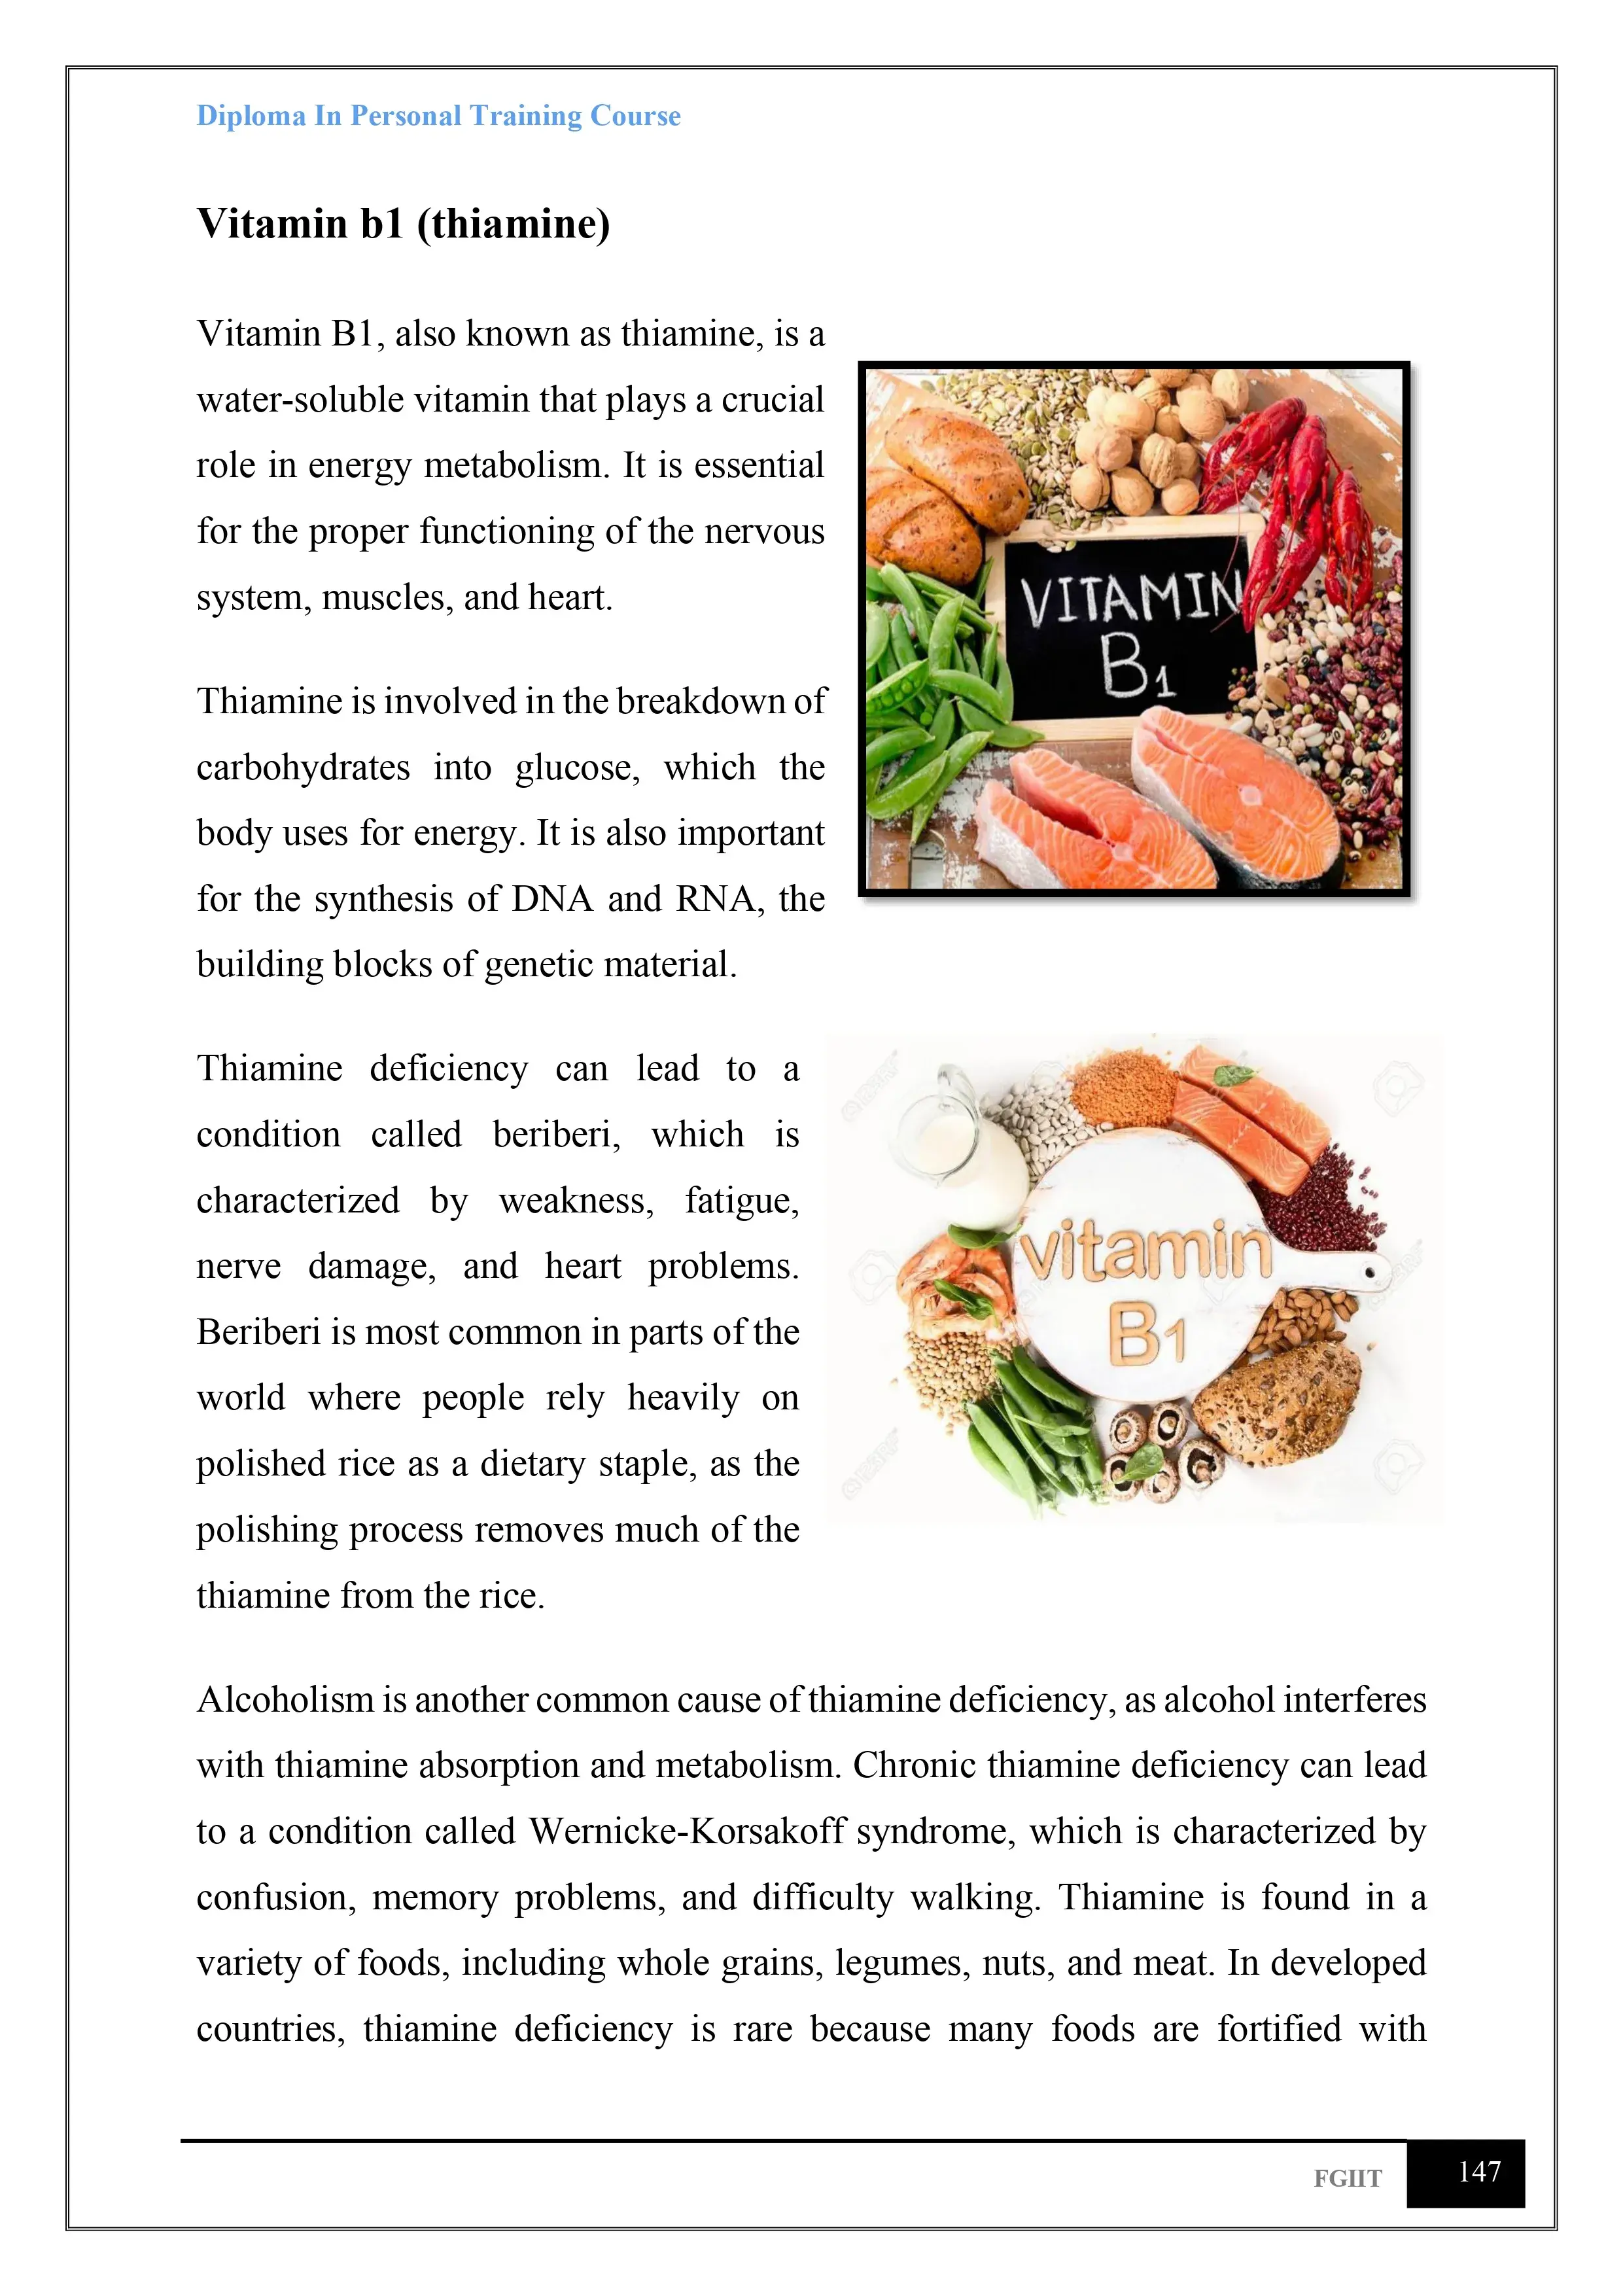 Diploma In Personal Training Course
Vitamin b1 (thiamine)
Vitamin B1, also known as thiamine, is a
water-soluble vitamin that plays a crucial
role in energy metabolism. It is essential
for the proper functioning of the nervous
system, muscles, and heart.
VITAMIN
B1
Thiamine is involved in the breakdown of
carbohydrates into glucose, which the
body uses for energy. It is also important
for the synthesis of DNA and RNA, the
building blocks of genetic material.
Thiamine deficiency can lead to a
condition called beriberi, which is
characterized by weakness, fatigue,
nerve damage, and heart problems.
Beriberi is most common in parts of the
world where people rely heavily on
polished rice as a dietary staple, as the
polishing process removes much of the
thiamine from the rice.
vitamin
B1
Alcoholism is another common cause of thiamine deficiency, as alcohol interferes
with thiamine absorption and metabolism. Chronic thiamine deficiency can lead
to a condition called Wernicke-Korsakoff syndrome, which is characterized by
confusion, memory problems, and difficulty walking. Thiamine is found in a
variety of foods, including whole grains, legumes, nuts, and meat. In developed
countries, thiamine deficiency is rare because many foods are fortified with
FGIIT
147